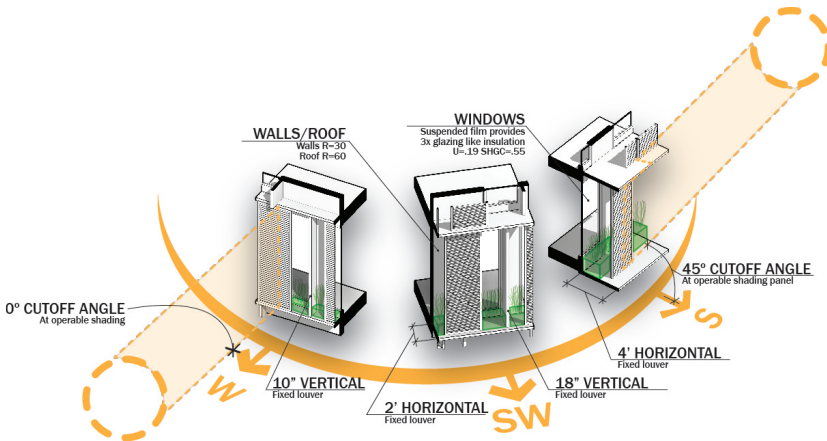 WALLS/ROOF
Walls R=30
Roof R=60
WINDOWS
Suspended film provides
3x glazing like insulation
U=.19 SHGC=.55
0º CUTOFF ANGLE
At operable shading
45º CUTOFF ANGLE
At operable shading panel
S
4’ HORIZONTAL
Fixed louver
W
10” VERTICAL
Fixed louver
2’ HORIZONTAL
Fixed louver
SW
18” VERTICAL
Fixed louver